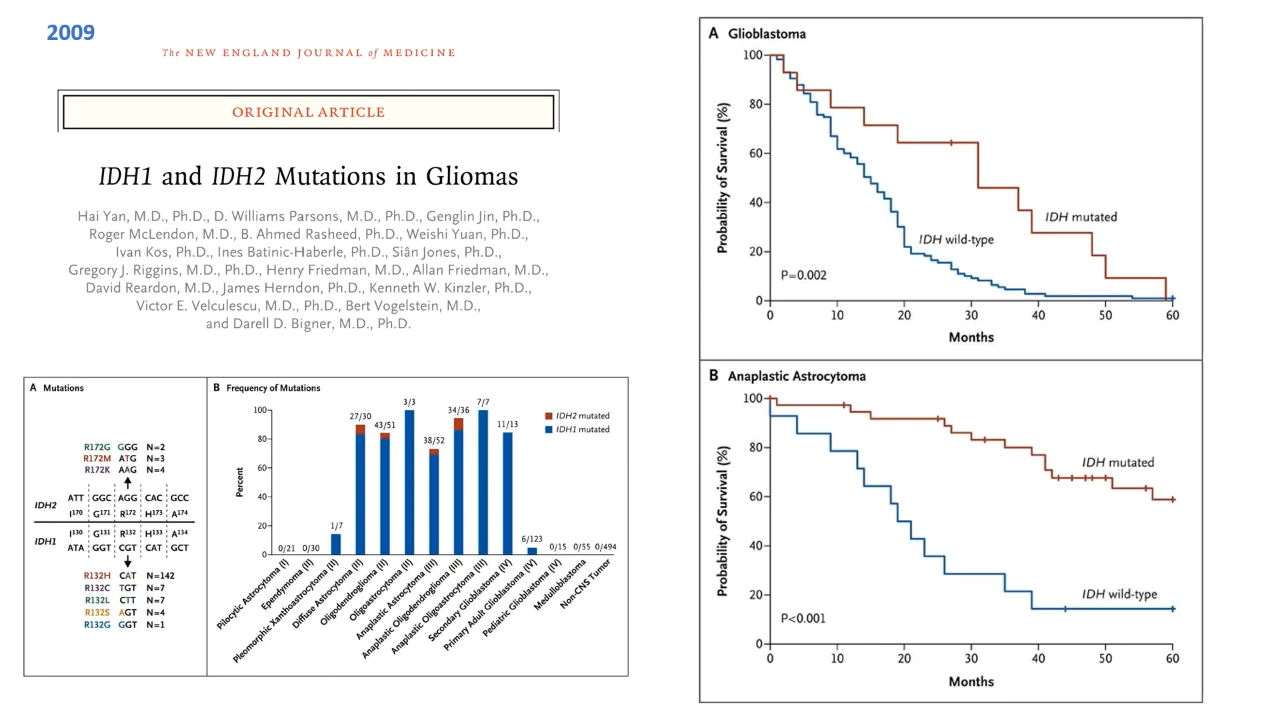 2009
The NEW ENGLAND JOURNAL of MEDICINE
ORIGINAL ARTICLE
IDH1 and IDH2 Mutations in Gliomas
Hai Yan, M.D., Ph.D., D. Williams Parsons, M.D., Ph.D., Genglin Jin, Ph.D.,
Roger McLendon, M.D., B. Ahmed Rasheed, Ph.D., Weishi Yuan, Ph.D.,
Ivan Kos, Ph.D., Ines Batinic-Haberle, Ph.D., Siân Jones, Ph.D.,
Gregory J. Riggins, M.D., Ph.D., Henry Friedman, M.D., Allan Friedman, M.D.,
David Reardon, M.D., James Herndon, Ph.D., Kenneth W. Kinzler, Ph.D.,
Victor E. Velculescu, M.D., Ph.D., Bert Vogelstein, M.D.,
and Darell D. Bigner, M.D., Ph.D.
A Mutations
R172G GGG N=2
R172M ATG N=3
R172K AAG N=4
IDH2
ATT GGC AGG CAC GCC
I170 G171 R172 H173 A174
IDH1
I130 G131 R132 H133 A134
ATA GGT CGT CAT GCT
R132H CAT N=142
R132C TGT N=7
R132L CTT N=7
R132S AGT N=4
R132G GGT N=1
B Frequency of Mutations
IDH2 mutated
IDH1 mutated
Percent
100
80
60
40
20
0
0/21
0/30
1/7
27/30
43/51
3/3
38/52
34/36
7/7
11/13
6/123
0/15
0/55
0/494
Pilocytic Astrocytoma (I)
Ependymoma (II)
Pleomorphic Xanthoastrocytoma (II)
Diffuse Astrocytoma (II)
Oligodendroglioma (II)
Oligoastrocytoma (II)
Anaplastic Astrocytoma (III)
Anaplastic Oligodendroglioma (III)
Anaplastic Oligoastrocytoma (III)
Secondary Glioblastoma (IV)
Primary Adult Glioblastoma (IV)
Pediatric Glioblastoma (IV)
Medulloblastoma
Non-CNS Tumor
A Glioblastoma
Probability of Survival (%)
100
80
60
40
20
0
IDH mutated
IDH wild-type
P=0.002
0 10 20 30 40 50 60
Months
B Anaplastic Astrocytoma
Probability of Survival (%)
100
80
60
40
20
0
IDH mutated
IDH wild-type
P<0.001
0 10 20 30 40 50 60
Months